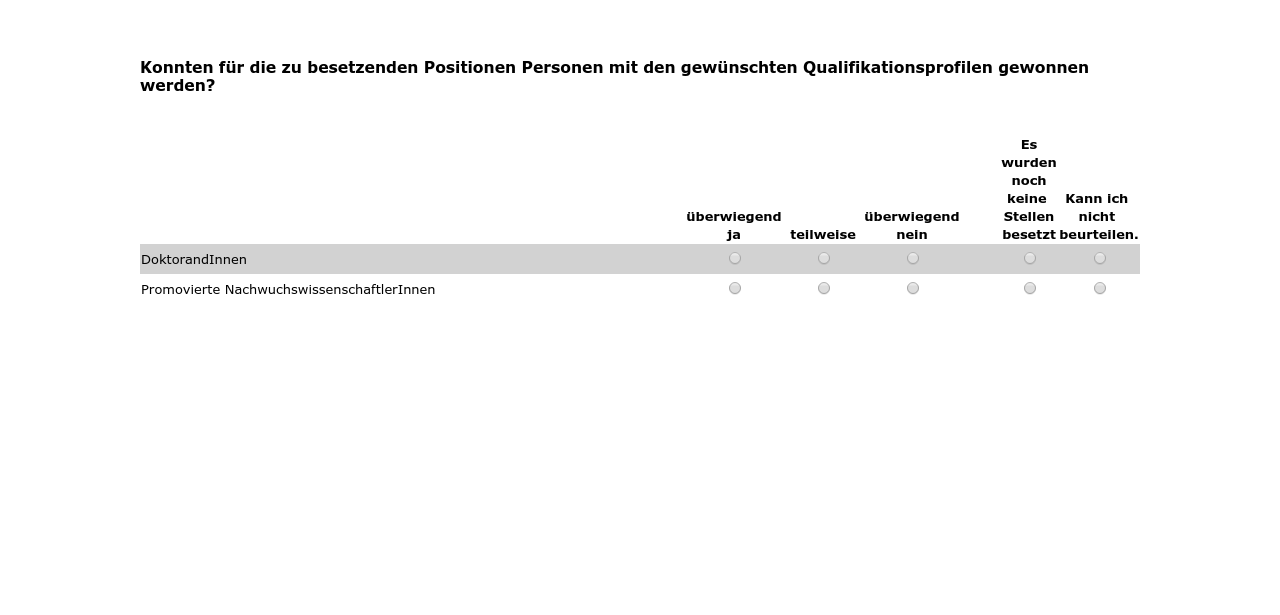 Konnten für die zu besetzenden Positionen Personen mit den gewünschten Qualifikationsprofilen gewonnen
werden?
überwiegend
ja
teilweise
überwiegend
nein
Es
wurden
noch
keine
Stellen
besetzt
Kann ich
nicht
beurteilen.
DoktorandInnen
Promovierte NachwuchswissenschaftlerInnen